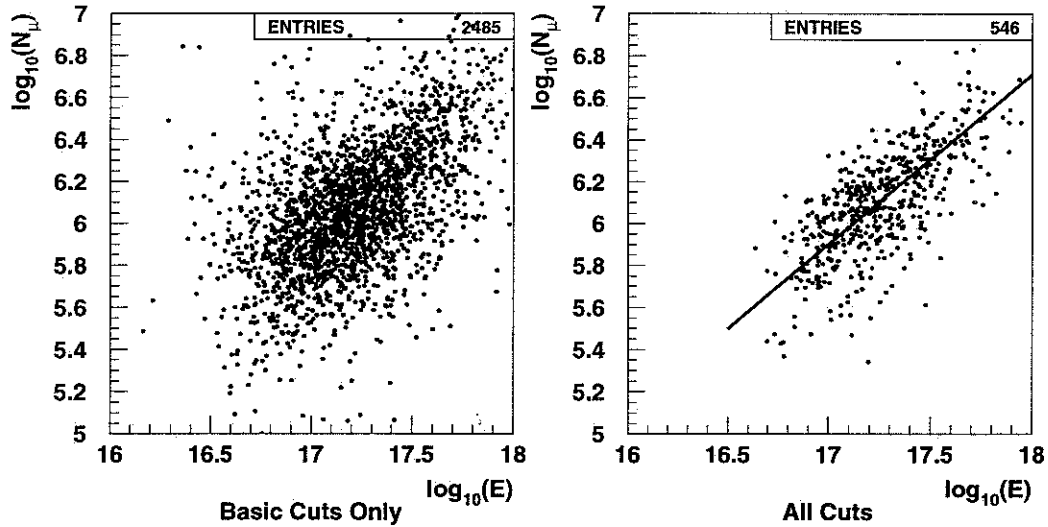 log₁₀(N_μ)
7
6.8
6.6
6.4
6.2
6
5.8
5.6
5.4
5.2
5
ENTRIES 2485
16 16.5 17 17.5 18
log₁₀(E)
Basic Cuts Only
log₁₀(N_μ)
7
6.8
6.6
6.4
6.2
6
5.8
5.6
5.4
5.2
5
ENTRIES 546
16 16.5 17 17.5 18
log₁₀(E)
All Cuts